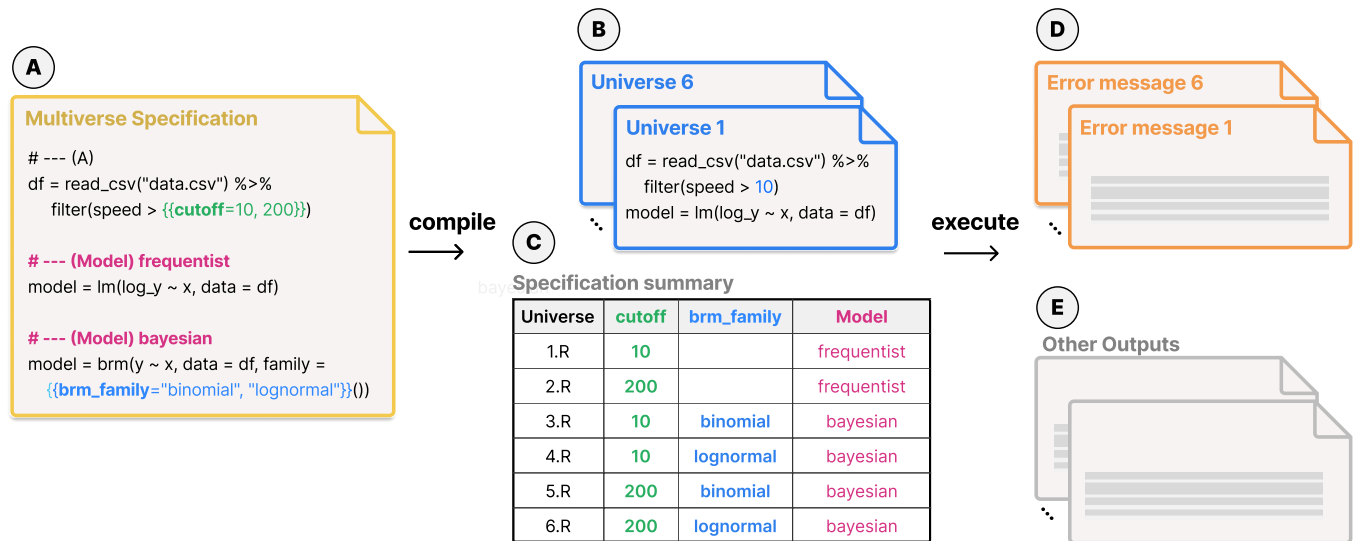 A
Multiverse Specification
# --- (A)
df = read_csv("data.csv") %>%
filter(speed > {{cutoff=10, 200}})
# --- (Model) frequentist
model = lm(log_y ~ x, data = df)
# --- (Model) bayesian
model = brm(y ~ x, data = df, family =
{{brm_family="binomial", "lognormal"}}())
compile
B
Universe 6
Universe 1
df = read_csv("data.csv") %>%
filter(speed > 10)
model = lm(log_y ~ x, data = df)
C
Specification summary
Universe cutoff brm_family Model
1.R 10 frequentist
2.R 200 frequentist
3.R 10 binomial bayesian
4.R 10 lognormal bayesian
5.R 200 binomial bayesian
6.R 200 lognormal bayesian
execute
D
Error message 6
Error message 1
E
Other Outputs